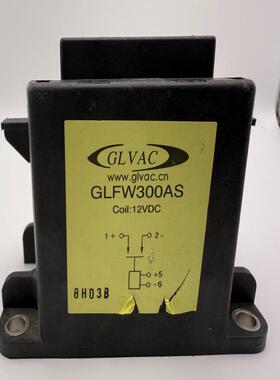 GLVAC
www.glvac.cn
GLFW300AS
Coil:12VDC
1+ 2-
+5
-6
8H03B